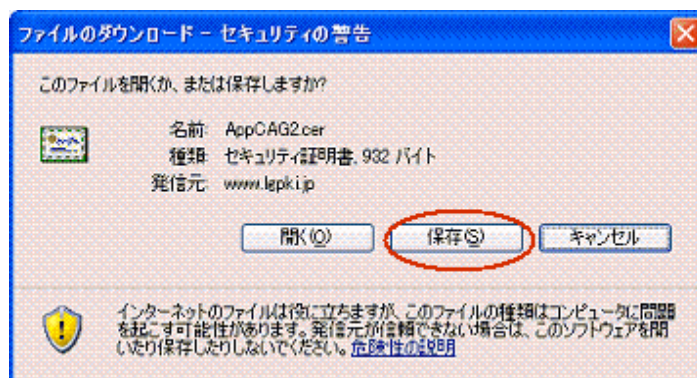 ファイルのダウンロード - セキュリティの警告
このファイルを開くか、または保存しますか?
名前: AppCAG2.cer
種類: セキュリティ証明書, 932 バイト
発信元: www.lgpki.jp
開く(O) 保存(S) キャンセル
インターネットのファイルは役に立ちますが、このファイルの種類はコンピュータに問題
を起こす可能性があります。発信元が信頼できない場合は、このソフトウェアを開
いたり保存したりしないでください。危険性の説明